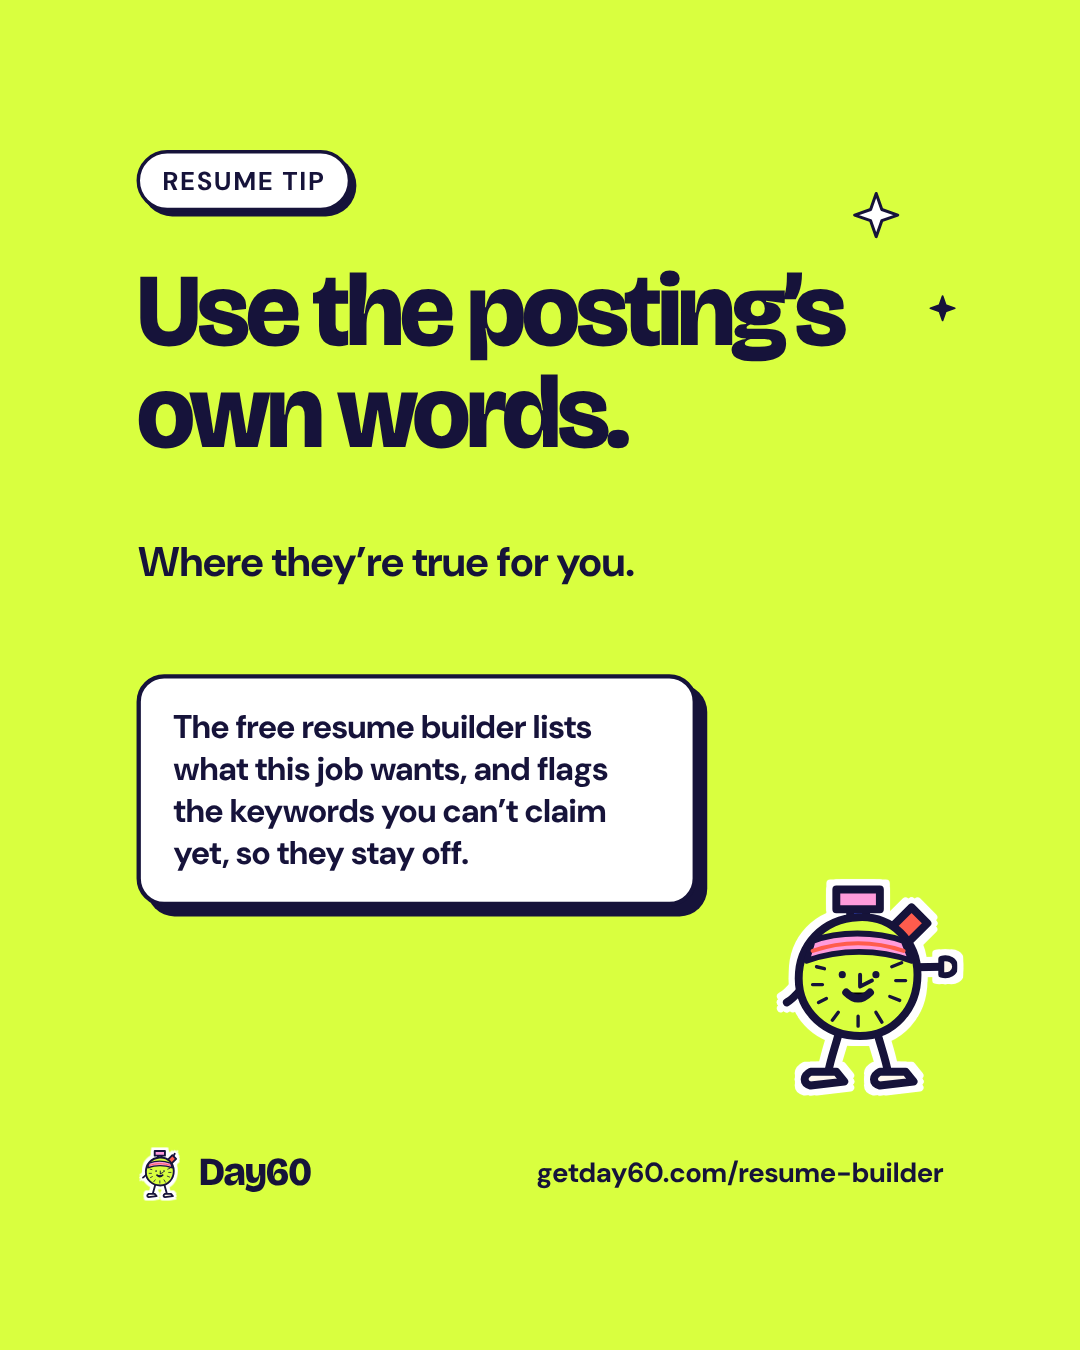 RESUME TIP
Use the posting’s
own words.
Where they’re true for you.
The free resume builder lists
what this job wants, and flags
the keywords you can’t claim
yet, so they stay off.
Day60
getday60.com/resume-builder